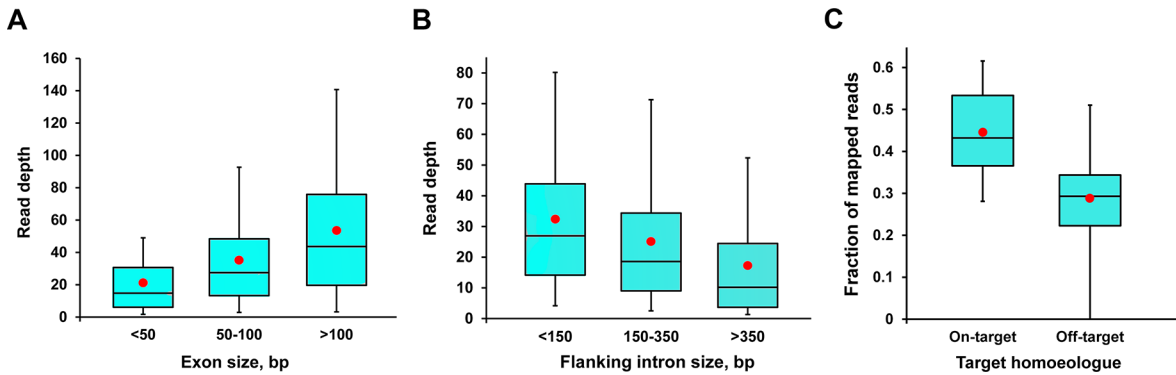 A
Read depth
160
140
120
100
80
60
40
20
0
<50 50-100 >100
Exon size, bp
B
Read depth
80
70
60
50
40
30
20
10
0
<150 150-350 >350
Flanking intron size, bp
C
Fraction of mapped reads
0.6
0.5
0.4
0.3
0.2
0.1
0
On-target Off-target
Target homoeologue